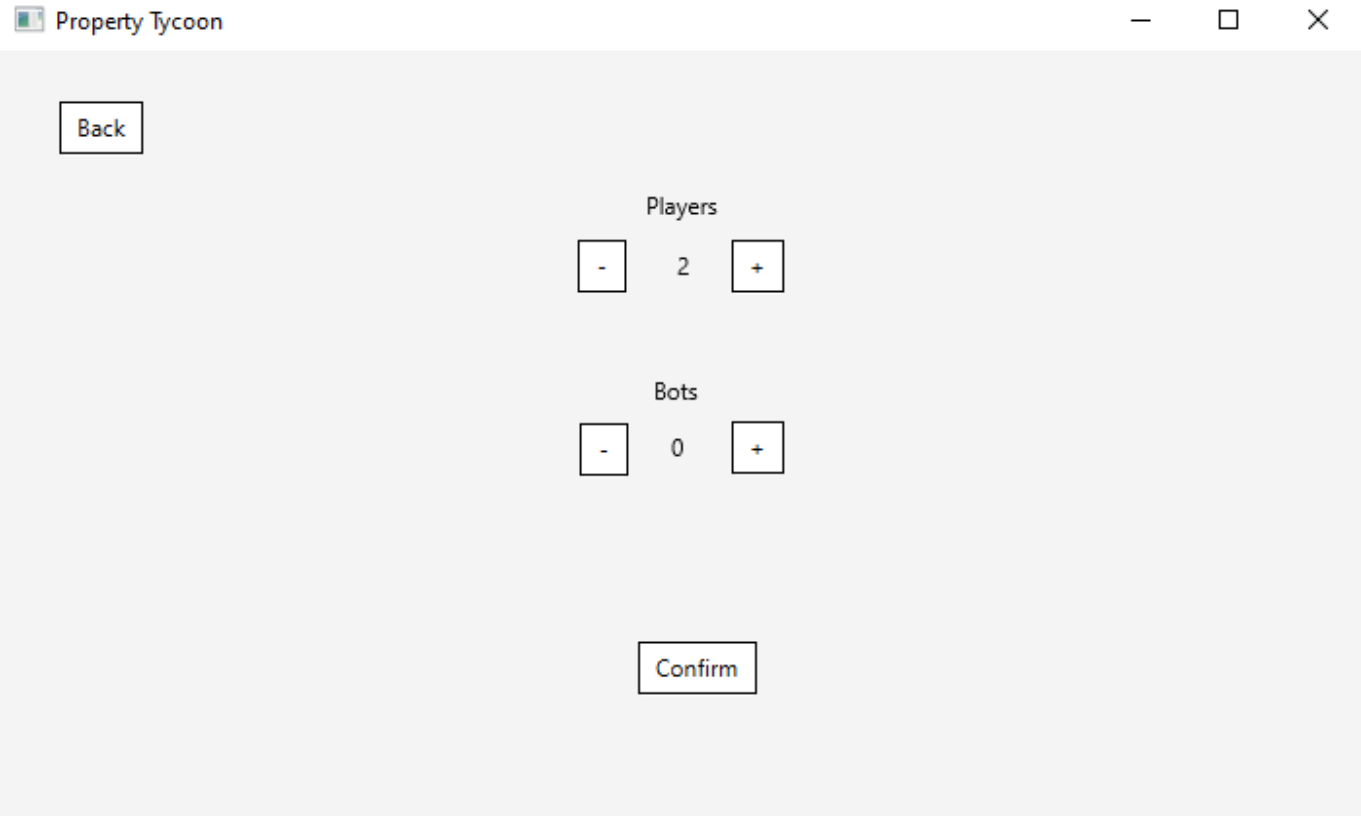 Property Tycoon
Back
Players
- 2 +
Bots
- 0 +
Confirm